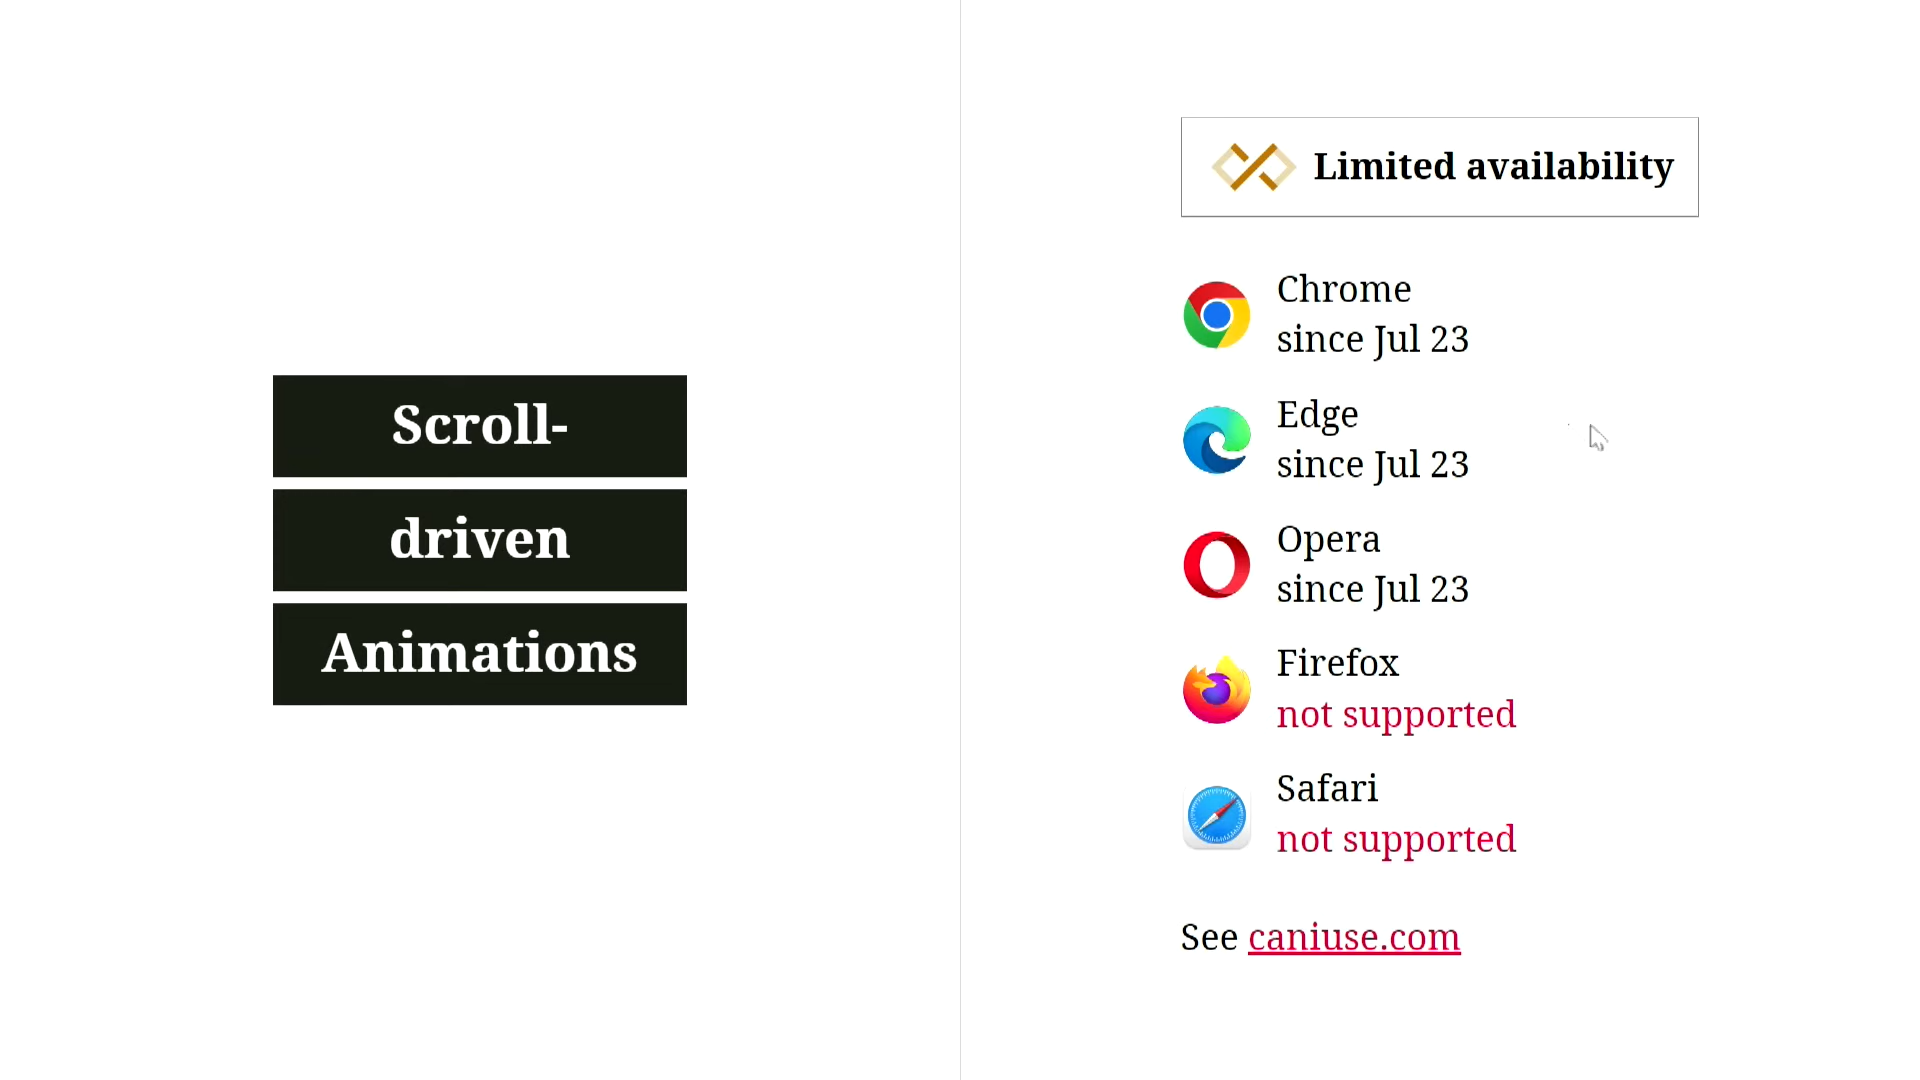 Scroll-
driven
Animations
Limited availability
Chrome
since Jul 23
Edge
since Jul 23
Opera
since Jul 23
Firefox
not supported
Safari
not supported
See caniuse.com